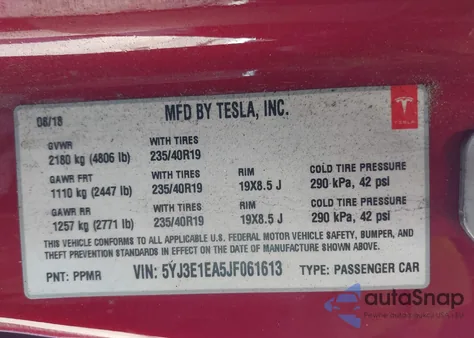 08/18
MFD BY TESLA, INC.
TESLA
GVWR
2180 kg (4806 lb)
WITH TIRES
235/40R19
GAWR FRT
1110 kg (2447 lb)
WITH TIRES
235/40R19
RIM
19X8.5 J
COLD TIRE PRESSURE
290 kPa, 42 psi
GAWR RR
1257 kg (2771 lb)
WITH TIRES
235/40R19
RIM
19X8.5 J
COLD TIRE PRESSURE
290 kPa, 42 psi
THIS VEHICLE CONFORMS TO ALL APPLICABLE U.S. FEDERAL MOTOR VEHICLE SAFETY, BUMPER, AND
THEFT PREVENTION STANDARDS IN EFFECT ON THE DATE OF MANUFACTURE SHOWN ABOVE.
PNT: PPMR
VIN: 5YJ3E1EA5JF061613
TYPE: PASSENGER CAR
autoSnap